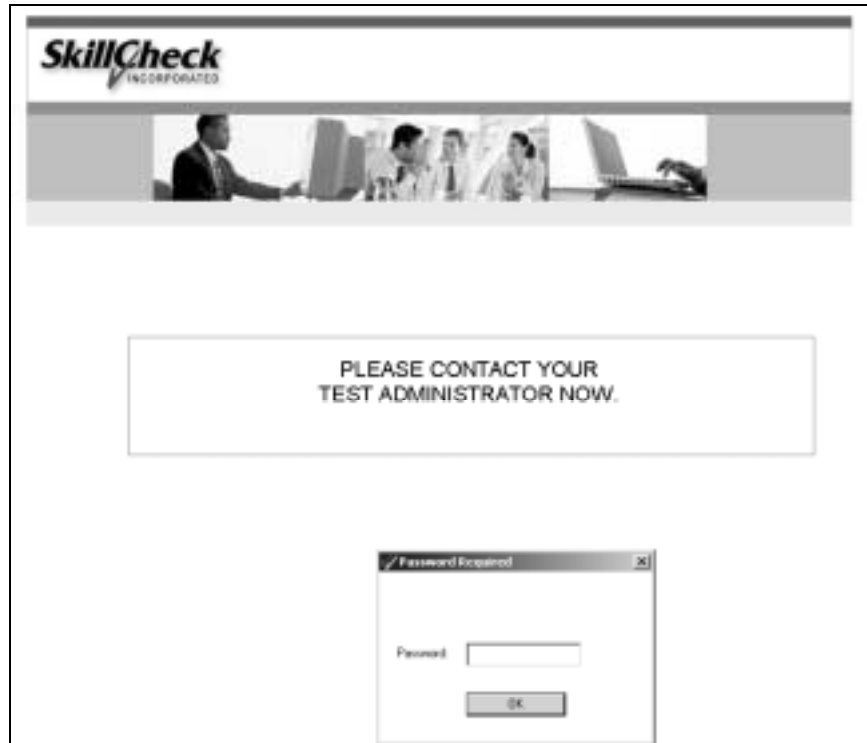 SkillCheck
INCORPORATED
PLEASE CONTACT YOUR
TEST ADMINISTRATOR NOW.
Password Required
Password
OK